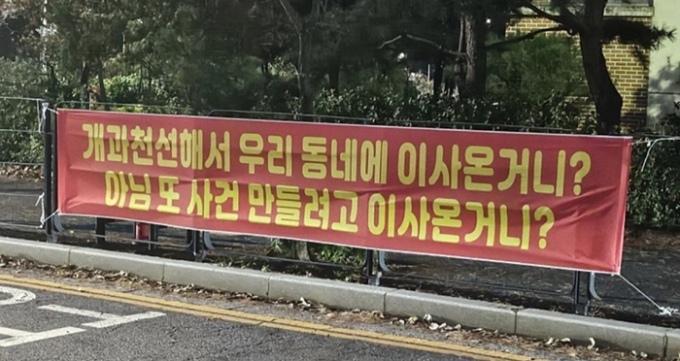 개과천선해서 우리 동네에 이사온거니?
아님 또 사건 만들려고 이사온거니?